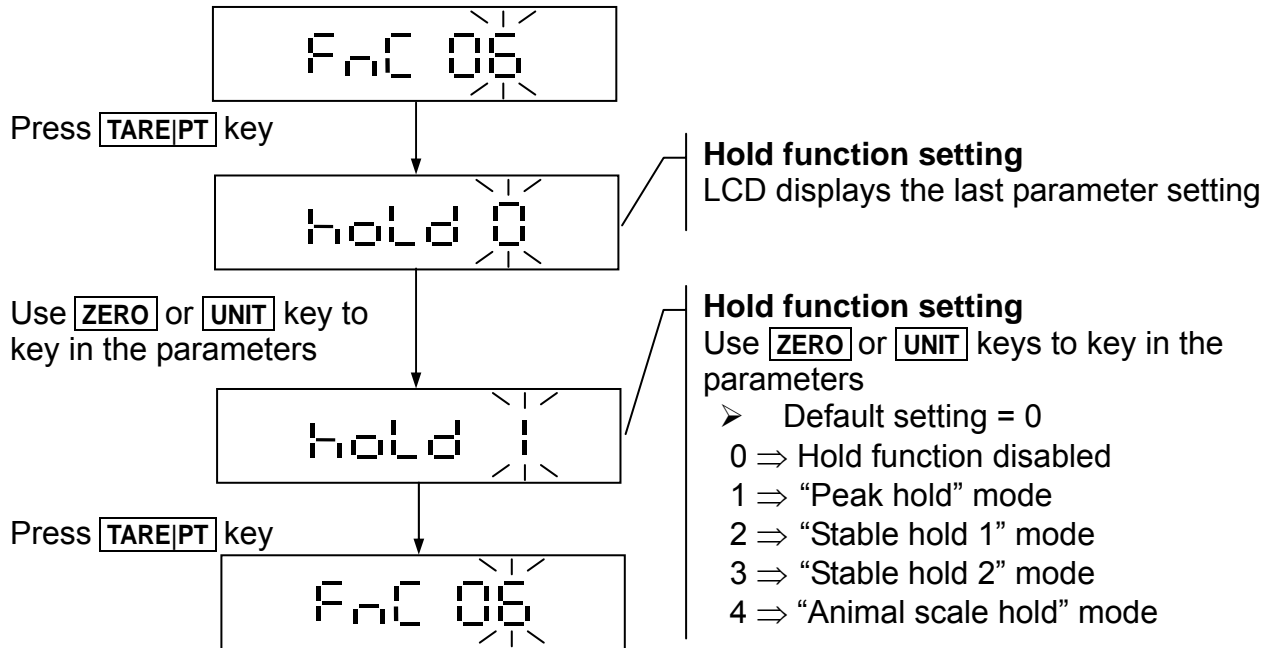 FnC 06
Press TARE|PT key
hoLd 0
Hold function setting
LCD displays the last parameter setting
Use ZERO or UNIT key to
key in the parameters
hoLd 1
Hold function setting
Use ZERO or UNIT keys to key in the
parameters
➢ Default setting = 0
0 ⇒ Hold function disabled
1 ⇒ “Peak hold” mode
2 ⇒ “Stable hold 1” mode
3 ⇒ “Stable hold 2” mode
4 ⇒ “Animal scale hold” mode
Press TARE|PT key
FnC 06